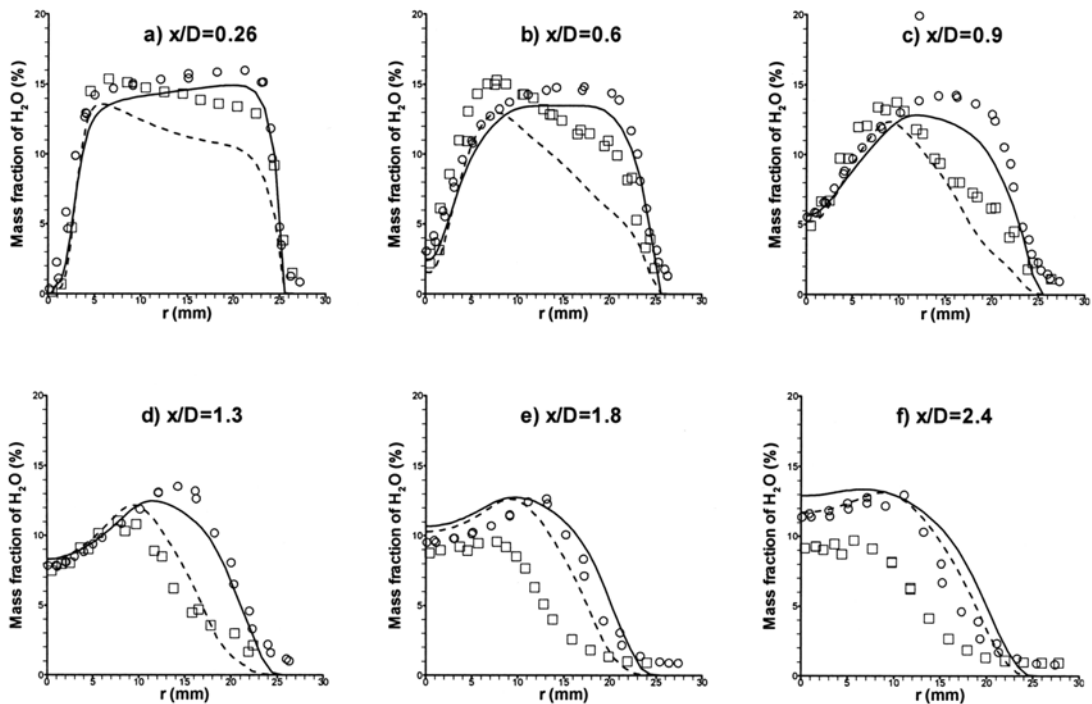 a) x/D=0.26
Mass fraction of H2O (%)
20
15
10
5
0
0 5 10 15 20 25 30
r (mm)
b) x/D=0.6
Mass fraction of H2O (%)
20
15
10
5
0
0 5 10 15 20 25 30
r (mm)
c) x/D=0.9
Mass fraction of H2O (%)
20
15
10
5
0
0 5 10 15 20 25 30
r (mm)
d) x/D=1.3
Mass fraction of H2O (%)
20
15
10
5
0
0 5 10 15 20 25 30
r (mm)
e) x/D=1.8
Mass fraction of H2O (%)
20
15
10
5
0
0 5 10 15 20 25 30
r (mm)
f) x/D=2.4
Mass fraction of H2O (%)
20
15
10
5
0
0 5 10 15 20 25 30
r (mm)